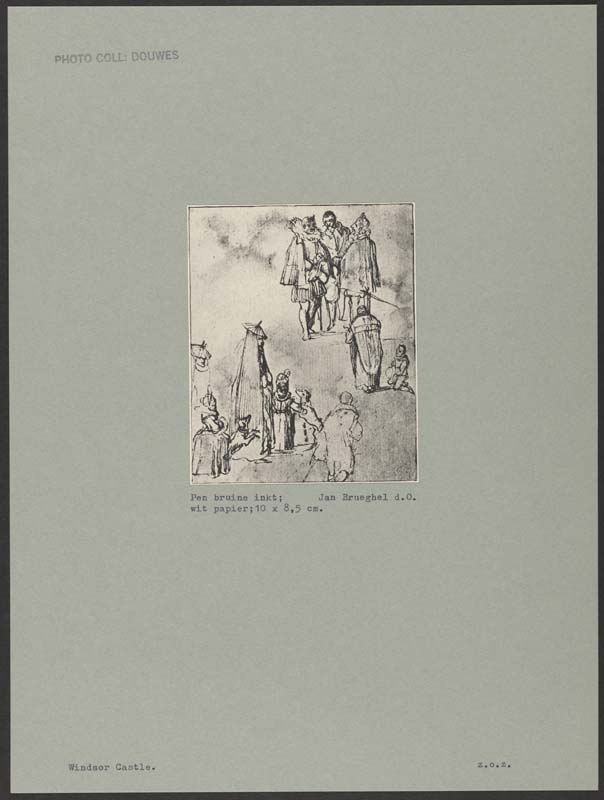 PHOTO COLL: DOUWES
Pen bruine inkt; Jan Brueghel d.O.
wit papier;10 x 8,5 cm.
Windsor Castle. z.o.z.